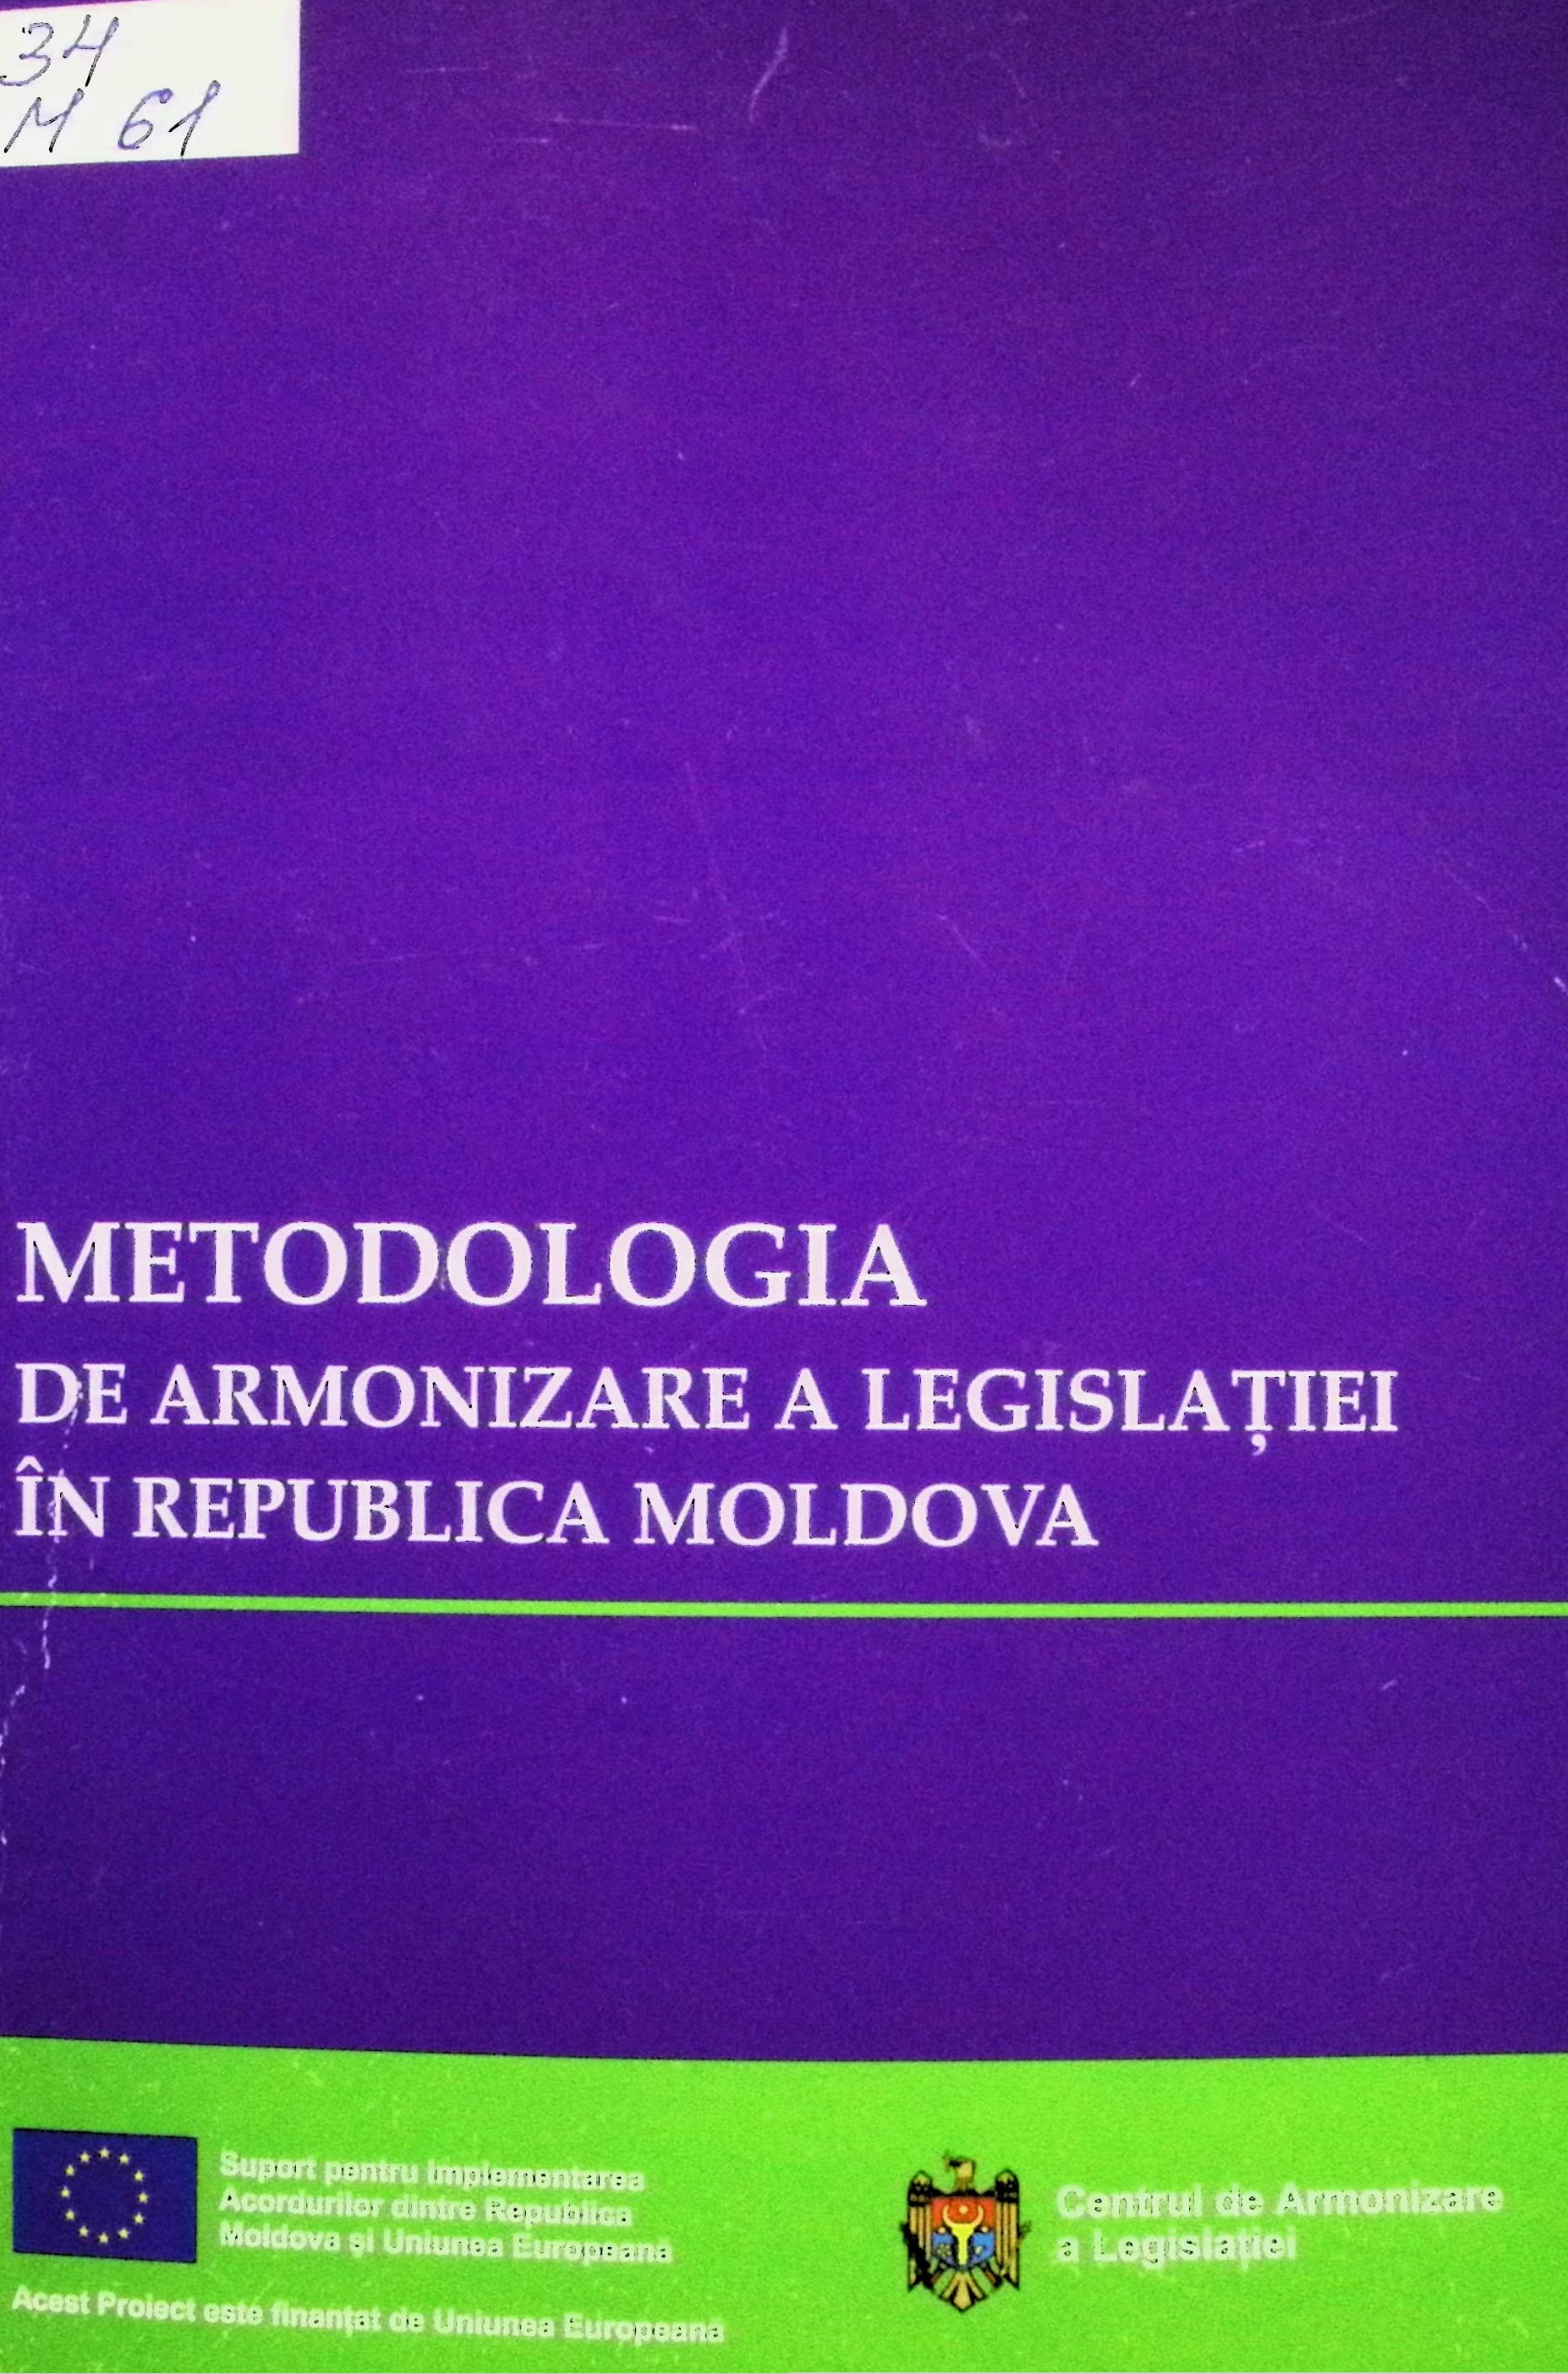 34
M 61
METODOLOGIA
DE ARMONIZARE A LEGISLAȚIEI
ÎN REPUBLICA MOLDOVA
Suport pentru Implementarea
Acordurilor dintre Republica
Moldova și Uniunea Europeana
Acest Proiect este finanțat de Uniunea Europeană
Centrul de Armonizare
a Legislației